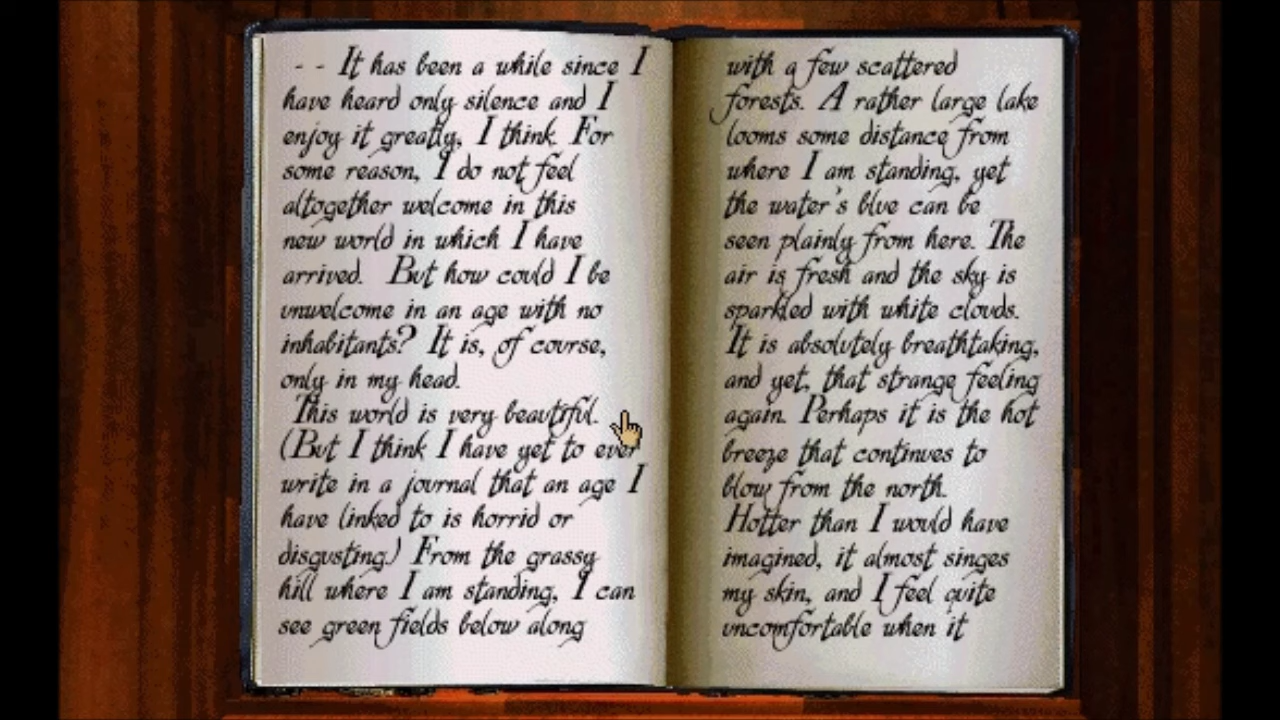 - - It has been a while since I
have heard only silence and I
enjoy it greatly, I think. For
some reason, I do not feel
altogether welcome in this
new world in which I have
arrived. But how could I be
unwelcome in an age with no
inhabitants? It is, of course,
only in my head.
This world is very beautiful.
(But I think I have yet to ever
write in a journal that an age I
have linked to is horrid or
disgusting.) From the grassy
hill where I am standing, I can
see green fields below along
with a few scattered
forests. A rather large lake
looms some distance from
where I am standing, yet
the water's blue can be
seen plainly from here. The
air is fresh and the sky is
sparkled with white clouds.
It is absolutely breathtaking,
and yet, that strange feeling
again. Perhaps it is the hot
breeze that continues to
blow from the north.
Hotter than I would have
imagined, it almost singes
my skin, and I feel quite
uncomfortable when it